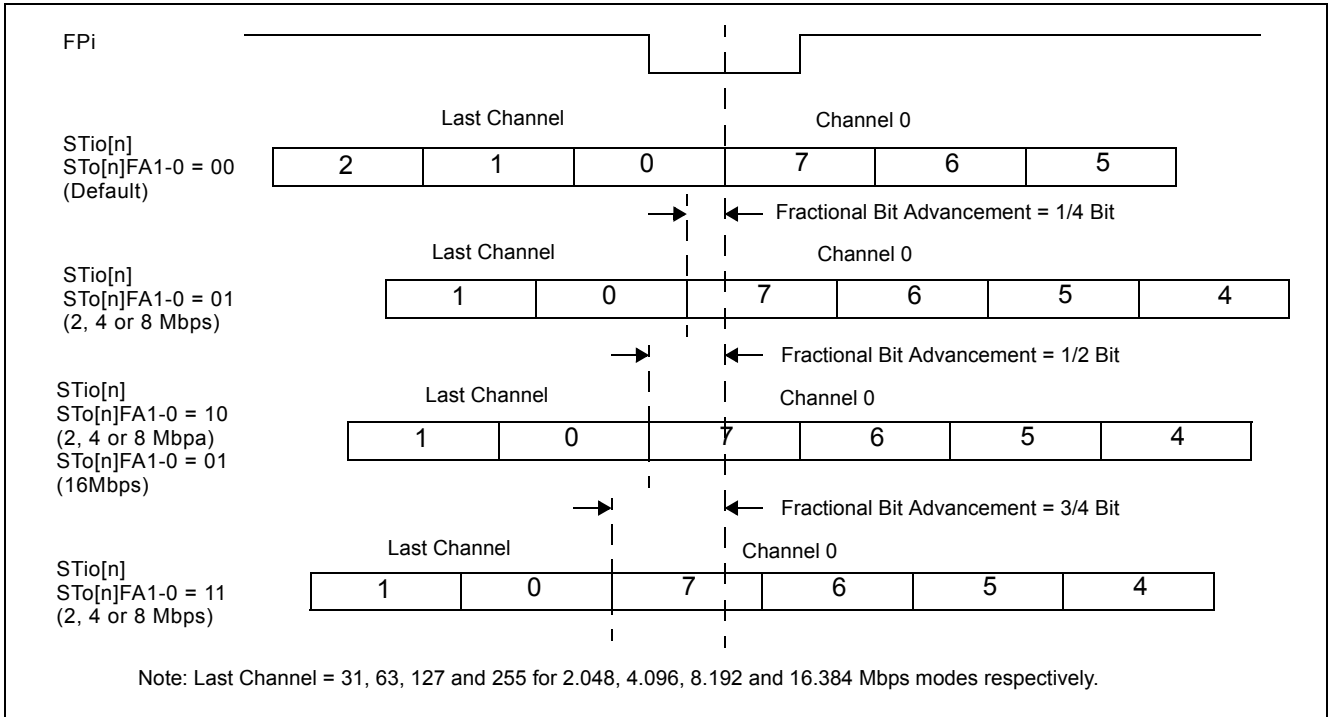 FPi
Last Channel
Channel 0
STio[n]
STo[n]FA1-0 = 00
(Default)
2 1 0 7 6 5
Fractional Bit Advancement = 1/4 Bit
Last Channel
Channel 0
STio[n]
STo[n]FA1-0 = 01
(2, 4 or 8 Mbps)
1 0 7 6 5 4
Fractional Bit Advancement = 1/2 Bit
Last Channel
Channel 0
STio[n]
STo[n]FA1-0 = 10
(2, 4 or 8 Mbpa)
STo[n]FA1-0 = 01
(16Mbps)
1 0 7 6 5 4
Fractional Bit Advancement = 3/4 Bit
Last Channel
Channel 0
STio[n]
STo[n]FA1-0 = 11
(2, 4 or 8 Mbps)
1 0 7 6 5 4
Note: Last Channel = 31, 63, 127 and 255 for 2.048, 4.096, 8.192 and 16.384 Mbps modes respectively.